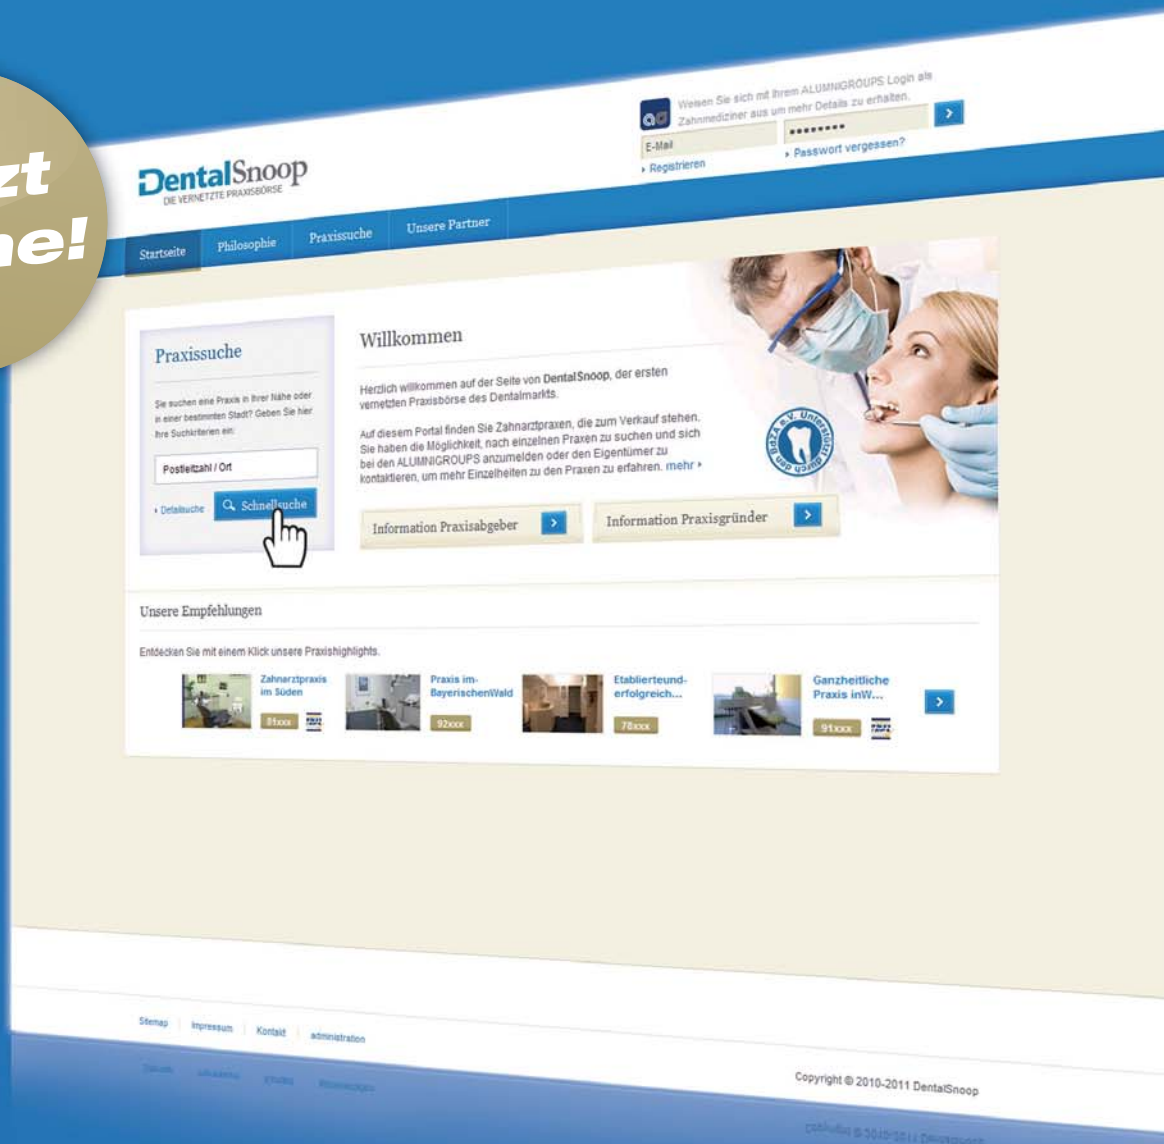 zt
ne!
Weisen Sie sich mit Ihrem ALUMNIGROUPS Login als
Zahnmediziner aus um mehr Details zu erhalten.
E-Mail
••••••••
Registrieren
Passwort vergessen?
DentalSnoop
DIE VERNETZTE PRAXISBÖRSE
Startseite
Philosophie
Praxissuche
Unsere Partner
Praxissuche
Sie suchen eine Praxis in Ihrer Nähe oder
in einer bestimmten Stadt? Geben Sie hier
Ihre Suchkriterien ein:
Postleitzahl / Ort
Detailsuche
Schnellsuche
Willkommen
Herzlich willkommen auf der Seite von DentalSnoop, der ersten
vernetzten Praxisbörse des Dentalmarkts.
Auf diesem Portal finden Sie Zahnarztpraxen, die zum Verkauf stehen.
Sie haben die Möglichkeit, nach einzelnen Praxen zu suchen und sich
bei den ALUMNIGROUPS anzumelden oder den Eigentümer zu
kontaktieren, um mehr Einzelheiten zu den Praxen zu erfahren. mehr
Unterstützt durch den BdZA e.V.
Information Praxisabgeber
Information Praxisgründer
Unsere Empfehlungen
Entdecken Sie mit einem Klick unsere Praxishighlights.
Zahnarztpraxis
im Süden
81xxx
Praxis im-
BayerischenWald
92xxx
Etablierteund-
erfolgreich...
78xxx
Ganzheitliche
Praxis inW...
91xxx
Sitemap
Impressum
Kontakt
administration
Copyright © 2010-2011 DentalSnoop